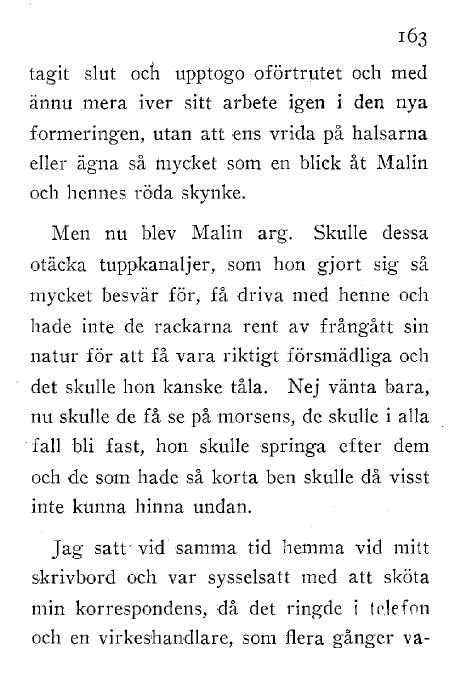 163
tagit slut och upptogo oförtrutet och med
ännu mera iver sitt arbete igen i den nya
formeringen, utan att ens vrida på halsarna
eller ägna så mycket som en blick åt Malin
och hennes röda skynke.
Men nu blev Malin arg. Skulle dessa
otäcka tuppkanaljer, som hon gjort sig så
mycket besvär för, få driva med henne och
hade inte de rackarna rent av frångått sin
natur för att få vara riktigt försmädliga och
det skulle hon kanske tåla. Nej vänta bara,
nu skulle de få se på morsens, de skulle i alla
fall bli fast, hon skulle springa efter dem
och de som hade så korta ben skulle då visst
inte kunna hinna undan.
Jag satt vid samma tid hemma vid mitt
skrivbord och var sysselsatt med att sköta
min korrespondens, då det ringde i telefon
och en virkeshandlare, som flera gånger va-